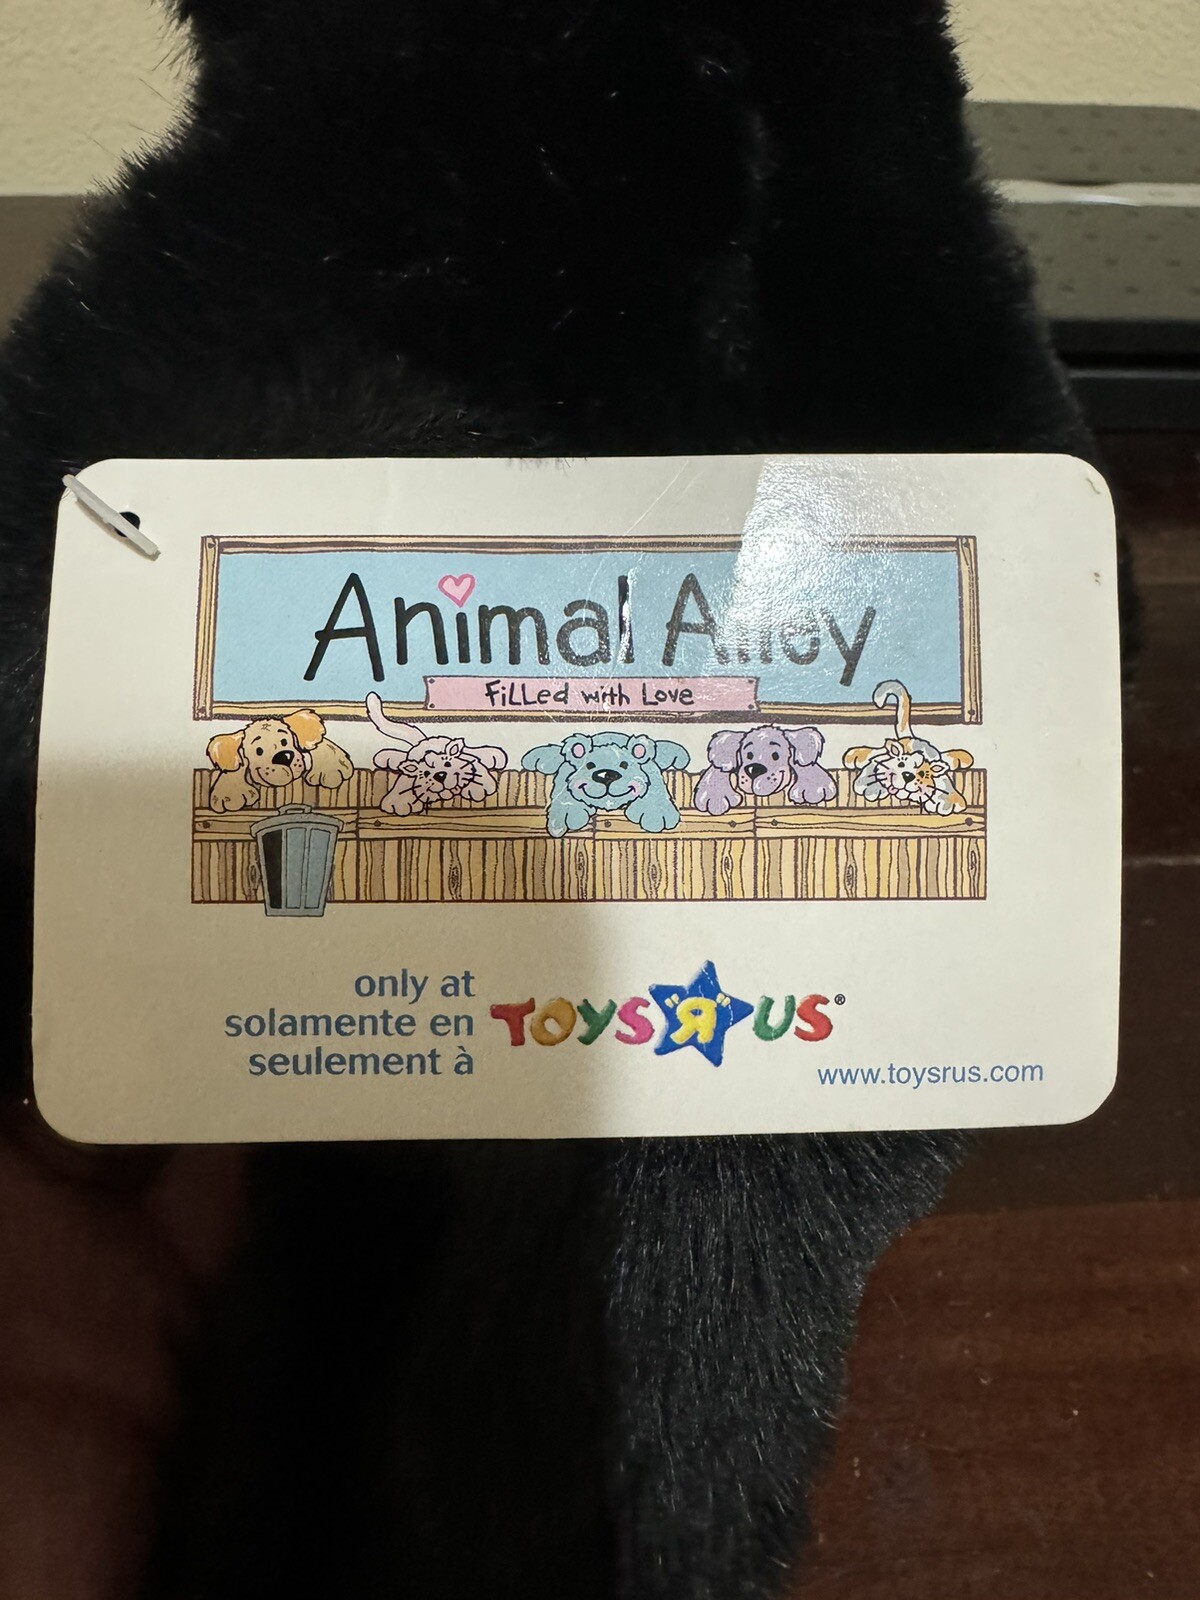 Animal Alley
Filled with Love
only at
solamente en
seulement à
TOYS "R" US®
www.toysrus.com